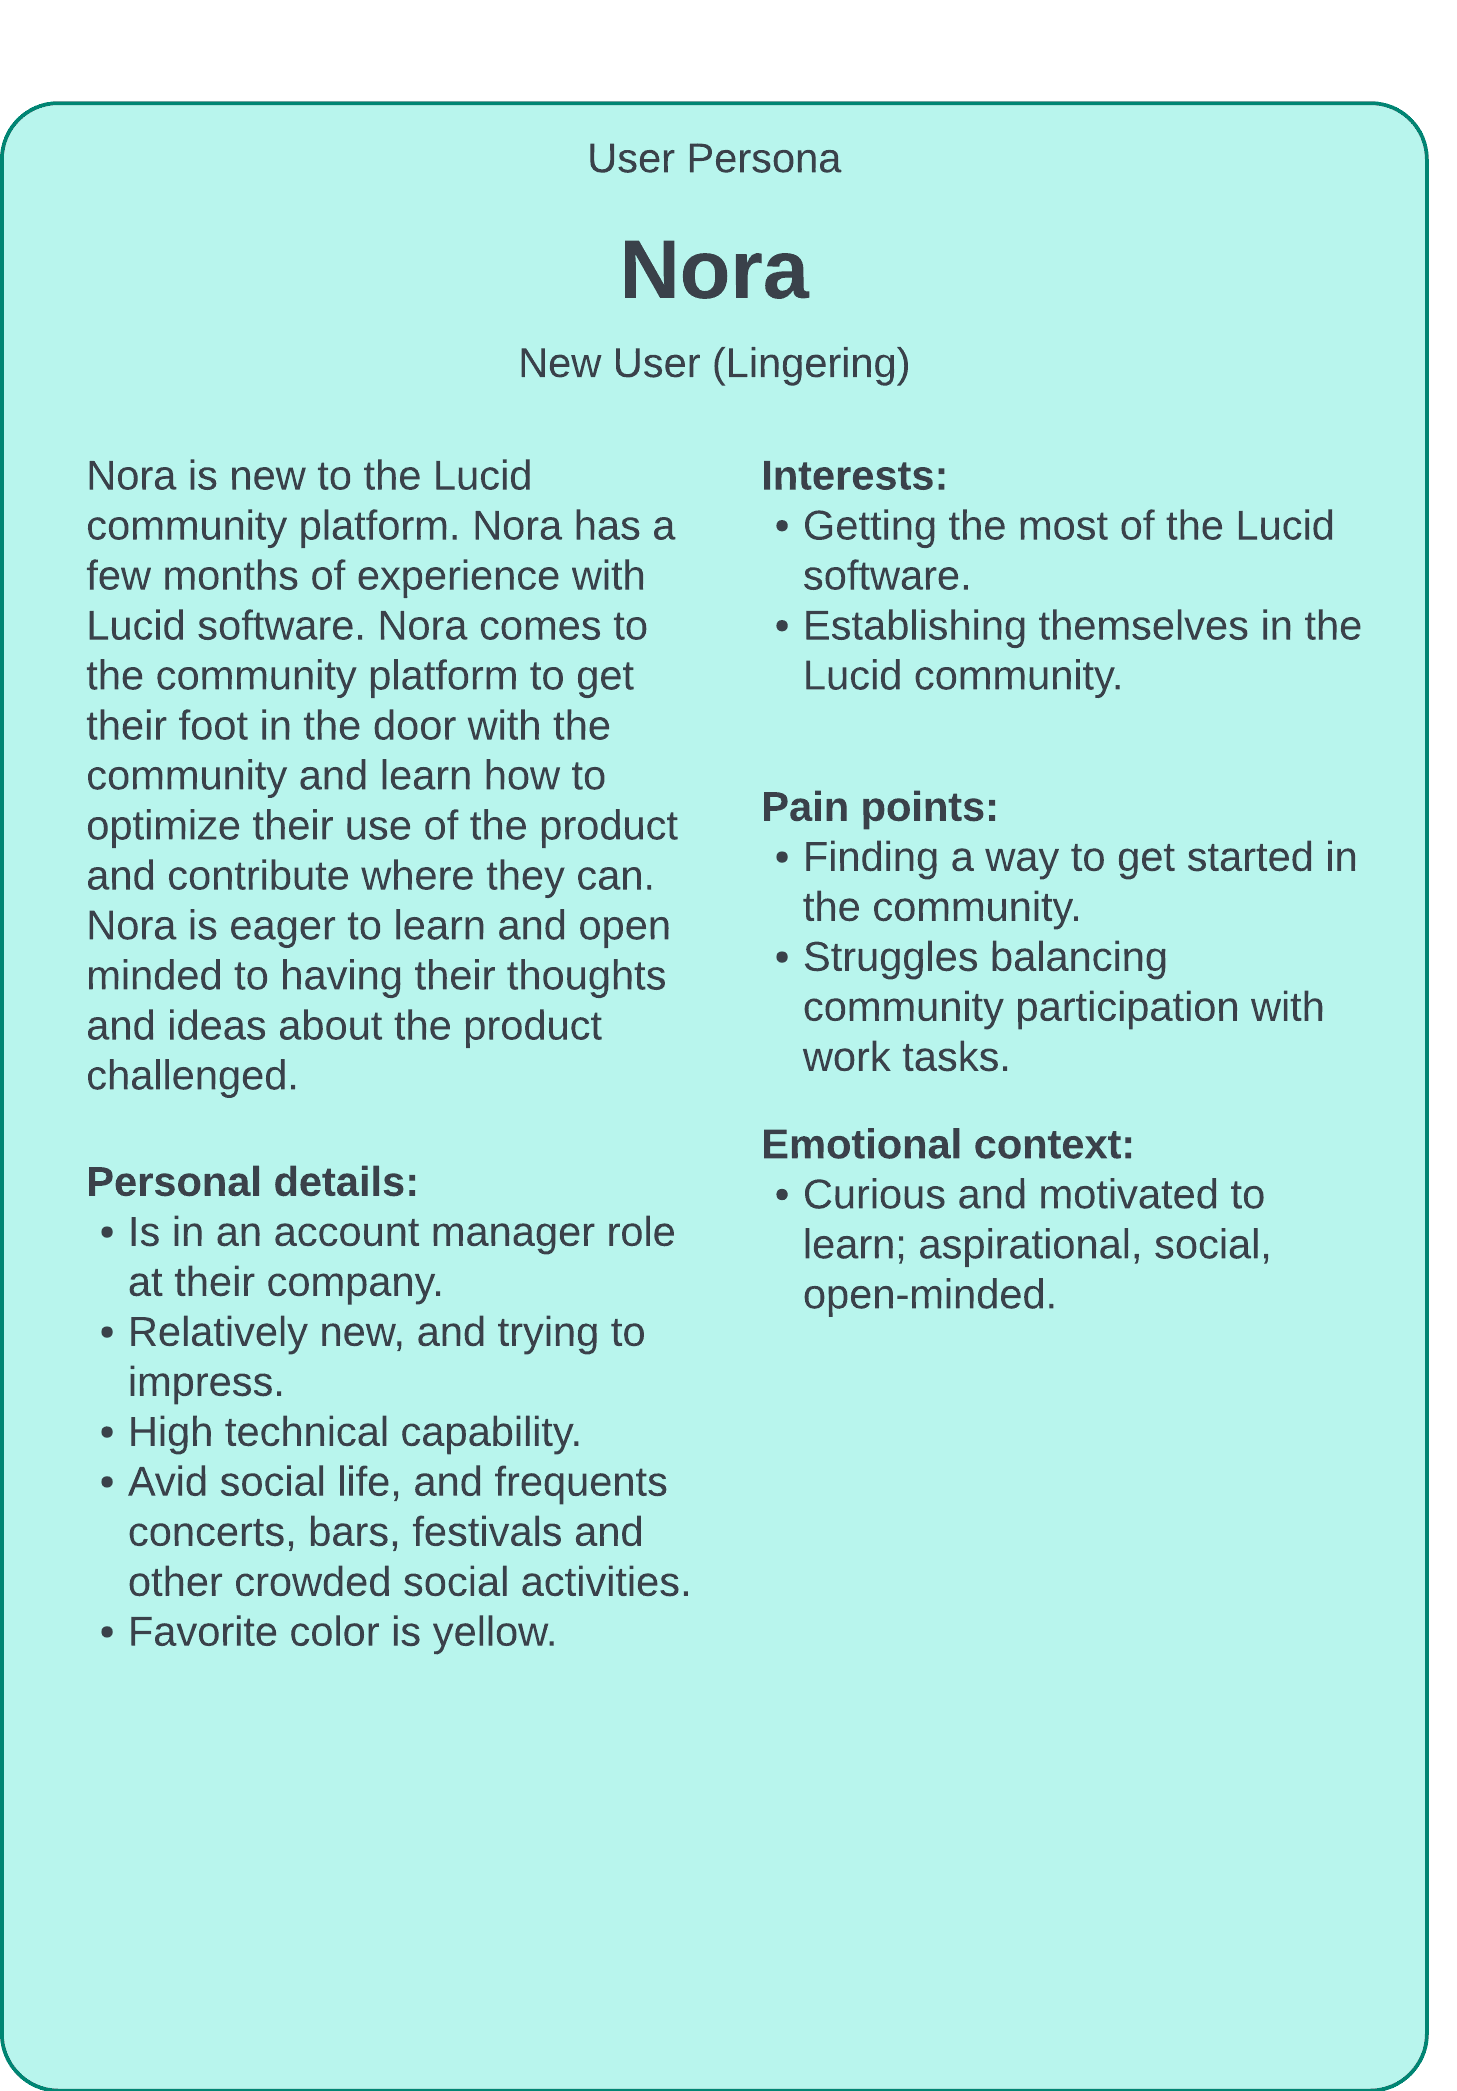 User Persona
Nora
New User (Lingering)
Nora is new to the Lucid
community platform. Nora has a
few months of experience with
Lucid software. Nora comes to
the community platform to get
their foot in the door with the
community and learn how to
optimize their use of the product
and contribute where they can.
Nora is eager to learn and open
minded to having their thoughts
and ideas about the product
challenged.
Personal details:
• Is in an account manager role
at their company.
• Relatively new, and trying to
impress.
• High technical capability.
• Avid social life, and frequents
concerts, bars, festivals and
other crowded social activities.
• Favorite color is yellow.
Interests:
• Getting the most of the Lucid
software.
• Establishing themselves in the
Lucid community.
Pain points:
• Finding a way to get started in
the community.
• Struggles balancing
community participation with
work tasks.
Emotional context:
• Curious and motivated to
learn; aspirational, social,
open-minded.